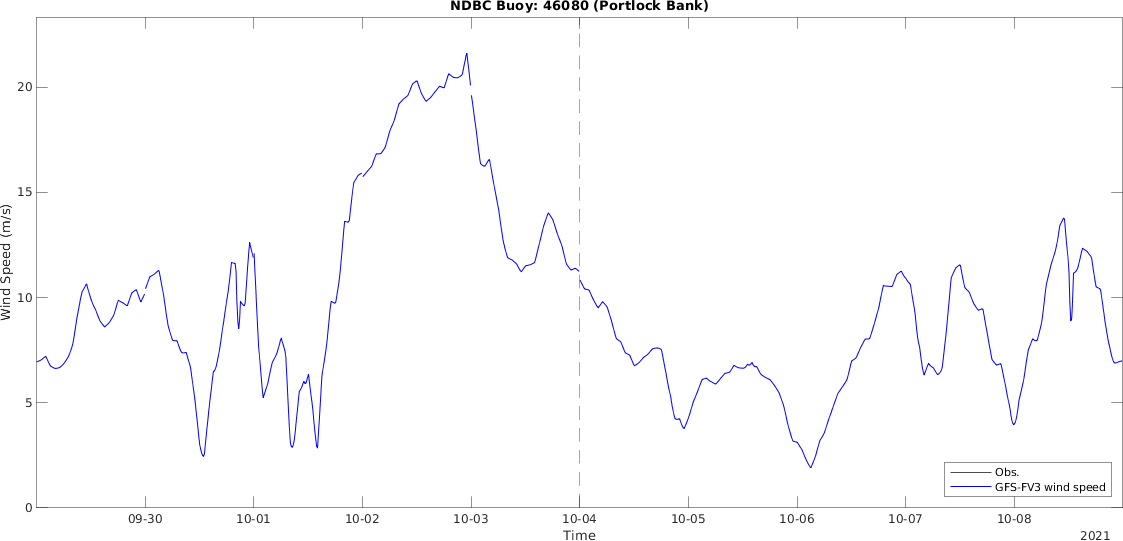 NDBC Buoy: 46080 (Portlock Bank)
Wind Speed (m/s)
20
15
10
5
0
09-30 10-01 10-02 10-03 10-04 10-05 10-06 10-07 10-08
Time
2021
Obs.
GFS-FV3 wind speed